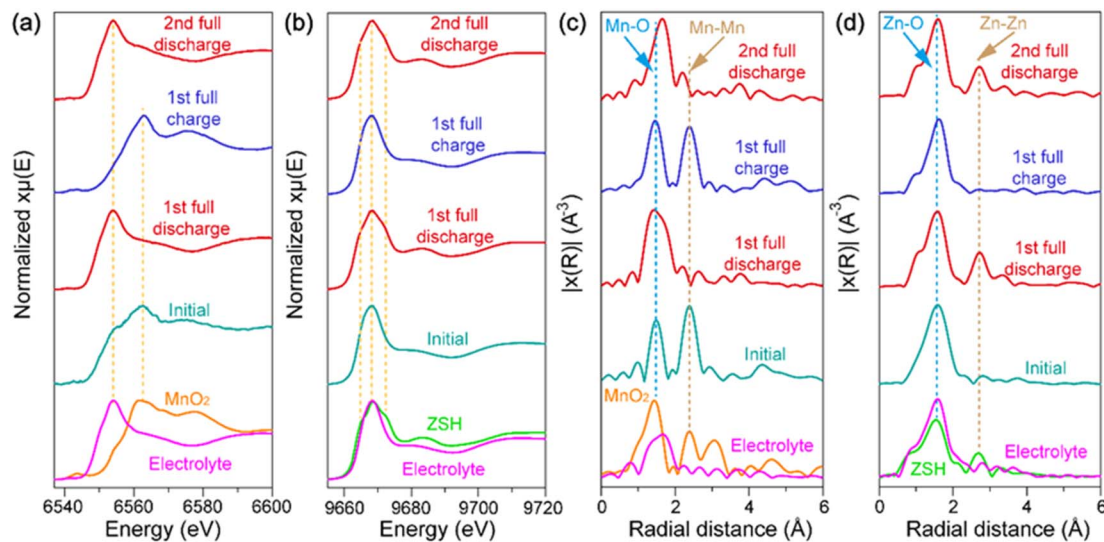 (a)
Normalized xμ(E)
2nd full
discharge
1st full
charge
1st full
discharge
Initial
MnO₂
Electrolyte
6540 6560 6580 6600
Energy (eV)
(b)
Normalized xμ(E)
2nd full
discharge
1st full
charge
1st full
discharge
Initial
ZSH
Electrolyte
9660 9680 9700 9720
Energy (eV)
(c)
|x(R)| (A⁻³)
Mn-O
Mn-Mn
2nd full
discharge
1st full
charge
1st full
discharge
Initial
MnO₂
Electrolyte
0 2 4 6
Radial distance (Å)
(d)
|x(R)| (A⁻³)
Zn-O
Zn-Zn
2nd full
discharge
1st full
charge
1st full
discharge
Initial
Electrolyte
ZSH
0 2 4 6
Radial distance (Å)